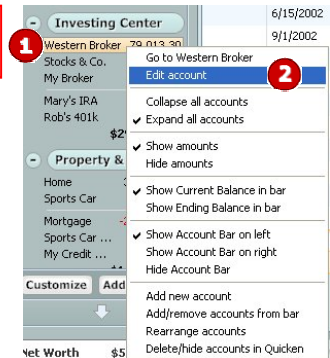 Investing Center
6/15/2002
9/1/2002
1
Western Broker 79,013.30
Stocks & Co.
My Broker
Mary's IRA
Rob's 401k
Property &
Home
Sports Car
Mortgage
Sports Car ...
My Credit ...
Customize Add
Net Worth $5
Go to Western Broker
Edit account
2
Collapse all accounts
Expand all accounts
Show amounts
Hide amounts
Show Current Balance in bar
Show Ending Balance in bar
Show Account Bar on left
Show Account Bar on right
Hide Account Bar
Add new account
Add/remove accounts from bar
Rearrange accounts
Delete/hide accounts in Quicken